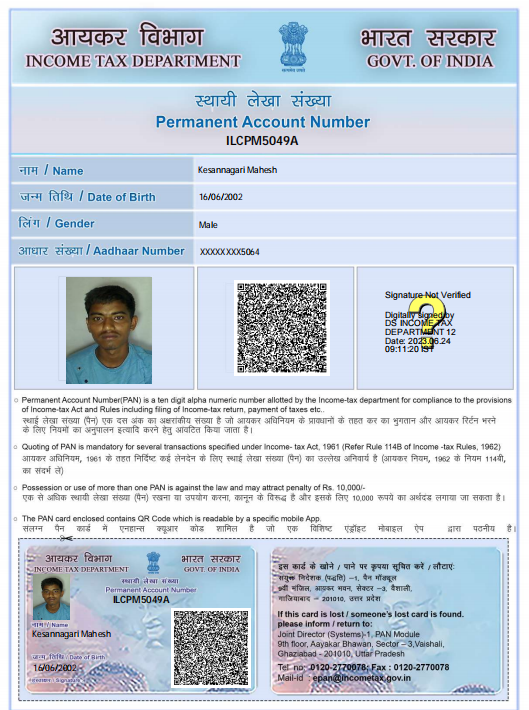 आयकर विभाग
INCOME TAX DEPARTMENT
सत्यमेव जयते
भारत सरकार
GOVT. OF INDIA
स्थायी लेखा संख्या
Permanent Account Number
ILCPM5049A
नाम / Name Kesannagari Mahesh
जन्म तिथि / Date of Birth 16/06/2002
लिंग / Gender Male
आधार संख्या / Aadhaar Number XXXXXXXX5064
Signature Not Verified
Digitally signed by
DS INCOME TAX
DEPARTMENT 12
Date: 2023.06.24
09:11:20 IST
?
Permanent Account Number(PAN) is a ten digit alpha numeric number allotted by the Income-tax department for compliance to the provisions
of Income-tax Act and Rules including filing of Income-tax return, payment of taxes etc..
स्थाई लेखा संख्या (पैन) एक दस अंक का अक्षरांकीय संख्या है जो आयकर अधिनियम के प्रावधानों के तहत कर का भुगतान और आयकर रिटर्न भरने
के लिए नियमों का अनुपालन इत्यादि करने हेतु आवंटित किया जाता है।
Quoting of PAN is mandatory for several transactions specified under Income- tax Act, 1961 (Refer Rule 114B of Income -tax Rules, 1962)
आयकर अधिनियम, 1961 के तहत निर्दिष्ट कई लेनदेन के लिए स्थाई लेखा संख्या (पैन) का उल्लेख अनिवार्य है (आयकर नियम, 1962 के नियम 114बी,
का संदर्भ लें)
Possession or use of more than one PAN is against the law and may attract penalty of Rs. 10,000/-
एक से अधिक स्थायी लेखा संख्या (पैन) रखना या उपयोग करना, कानून के विरूद्ध है और इसके लिए 10,000 रूपये का अर्थदंड लगाया जा सकता है।
The PAN card enclosed contains QR Code which is readable by a specific mobile App.
संलग्न पैन कार्ड मे एनहान्स क्यूआर कोड शामिल है जो एक विशिष्ट एंड्रॉइट मोबाइल ऐप द्वारा पठनीय है।
आयकर विभाग
INCOME TAX DEPARTMENT
भारत सरकार
GOVT. OF INDIA
स्थायी लेखा संख्या
Permanent Account Number
ILCPM5049A
नाम / Name
Kesannagari Mahesh
जन्म तिथि / Date of Birth
16/06/2002
हस्ताक्षर / Signature
इस कार्ड के खोने / पाने पर कृपया सूचित करें / लौटाएं:
संयुक्त निदेशक (पद्धति) -1, पैन मॉड्यूल
9वीं मंजिल, आयकर भवन, सेक्टर -3, वैशाली,
गाजियाबाद - 201010, उत्तर प्रदेश
If this card is lost / someone's lost card is found.
please inform / return to:
Joint Director (Systems)-1, PAN Module
9th floor, Aayakar Bhawan, Sector – 3,Vaishali,
Ghaziabad - 201010, Uttar Pradesh
Tel no: 0120-2770078; Fax : 0120-2770078
Mail-id : epan@incometax.gov.in